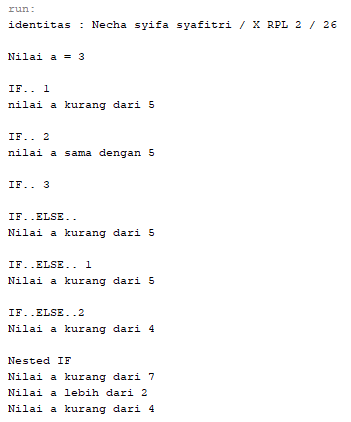 run:
identitas : Necha syifa syafitri / X RPL 2 / 26
Nilai a = 3
IF.. 1
nilai a kurang dari 5
IF.. 2
nilai a sama dengan 5
IF.. 3
IF..ELSE..
Nilai a kurang dari 5
IF..ELSE.. 1
Nilai a kurang dari 5
IF..ELSE..2
Nilai a kurang dari 4
Nested IF
Nilai a kurang dari 7
Nilai a lebih dari 2
Nilai a kurang dari 4